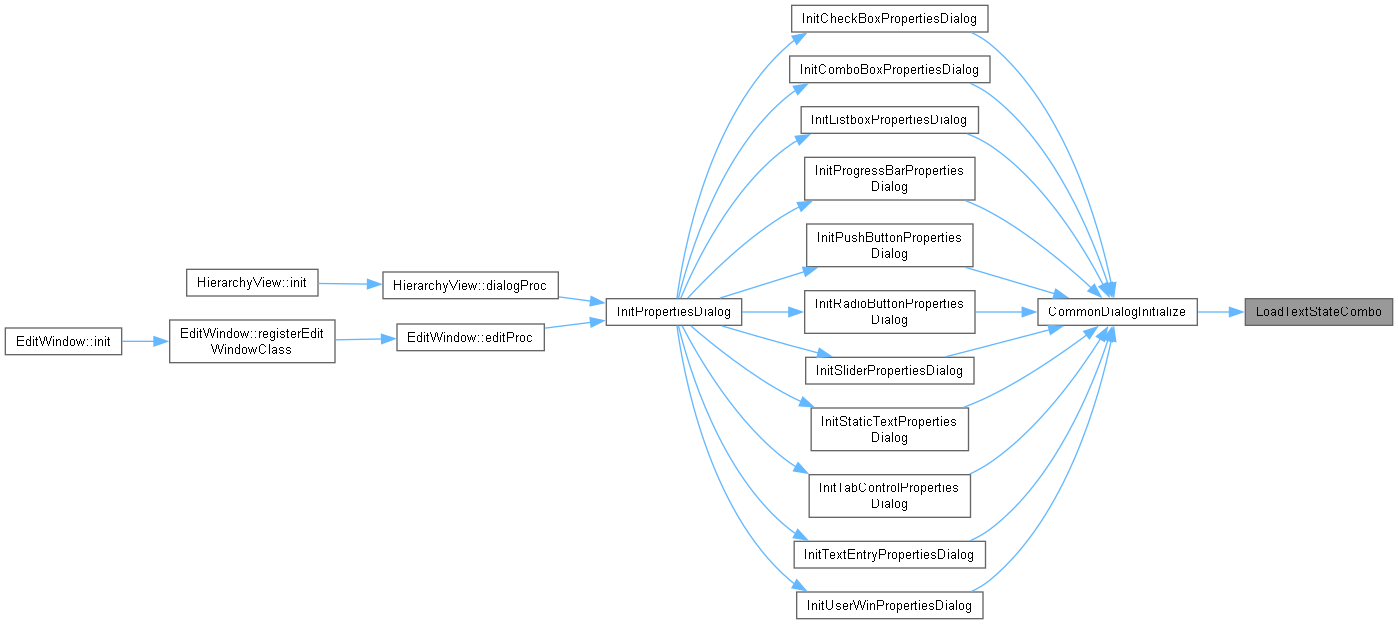 InitCheckBoxPropertiesDialog
InitComboBoxPropertiesDialog
InitListboxPropertiesDialog
InitProgressBarProperties
Dialog
InitPushButtonProperties
Dialog
HierarchyView::init
HierarchyView::dialogProc
InitRadioButtonProperties
Dialog
InitPropertiesDialog
CommonDialogInitialize
LoadTextStateCombo
EditWindow::init
EditWindow::registerEdit
WindowClass
EditWindow::editProc
InitSliderPropertiesDialog
InitStaticTextProperties
Dialog
InitTabControlProperties
Dialog
InitTextEntryPropertiesDialog
InitUserWinPropertiesDialog